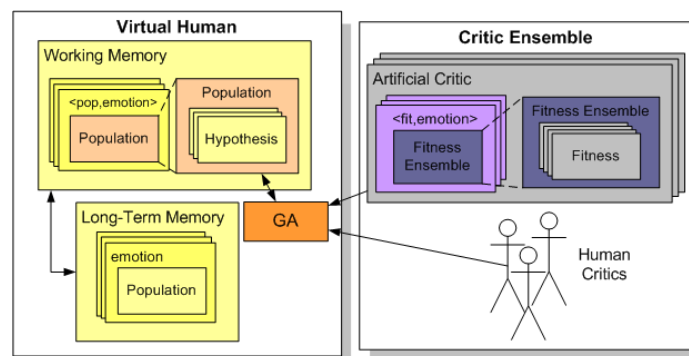 Virtual Human
Working Memory
<pop,emotion>
Population
Population
Hypothesis
Long-Term Memory
emotion
Population
GA
Critic Ensemble
Artificial Critic
<fit,emotion>
Fitness
Ensemble
Fitness Ensemble
Fitness
Human
Critics